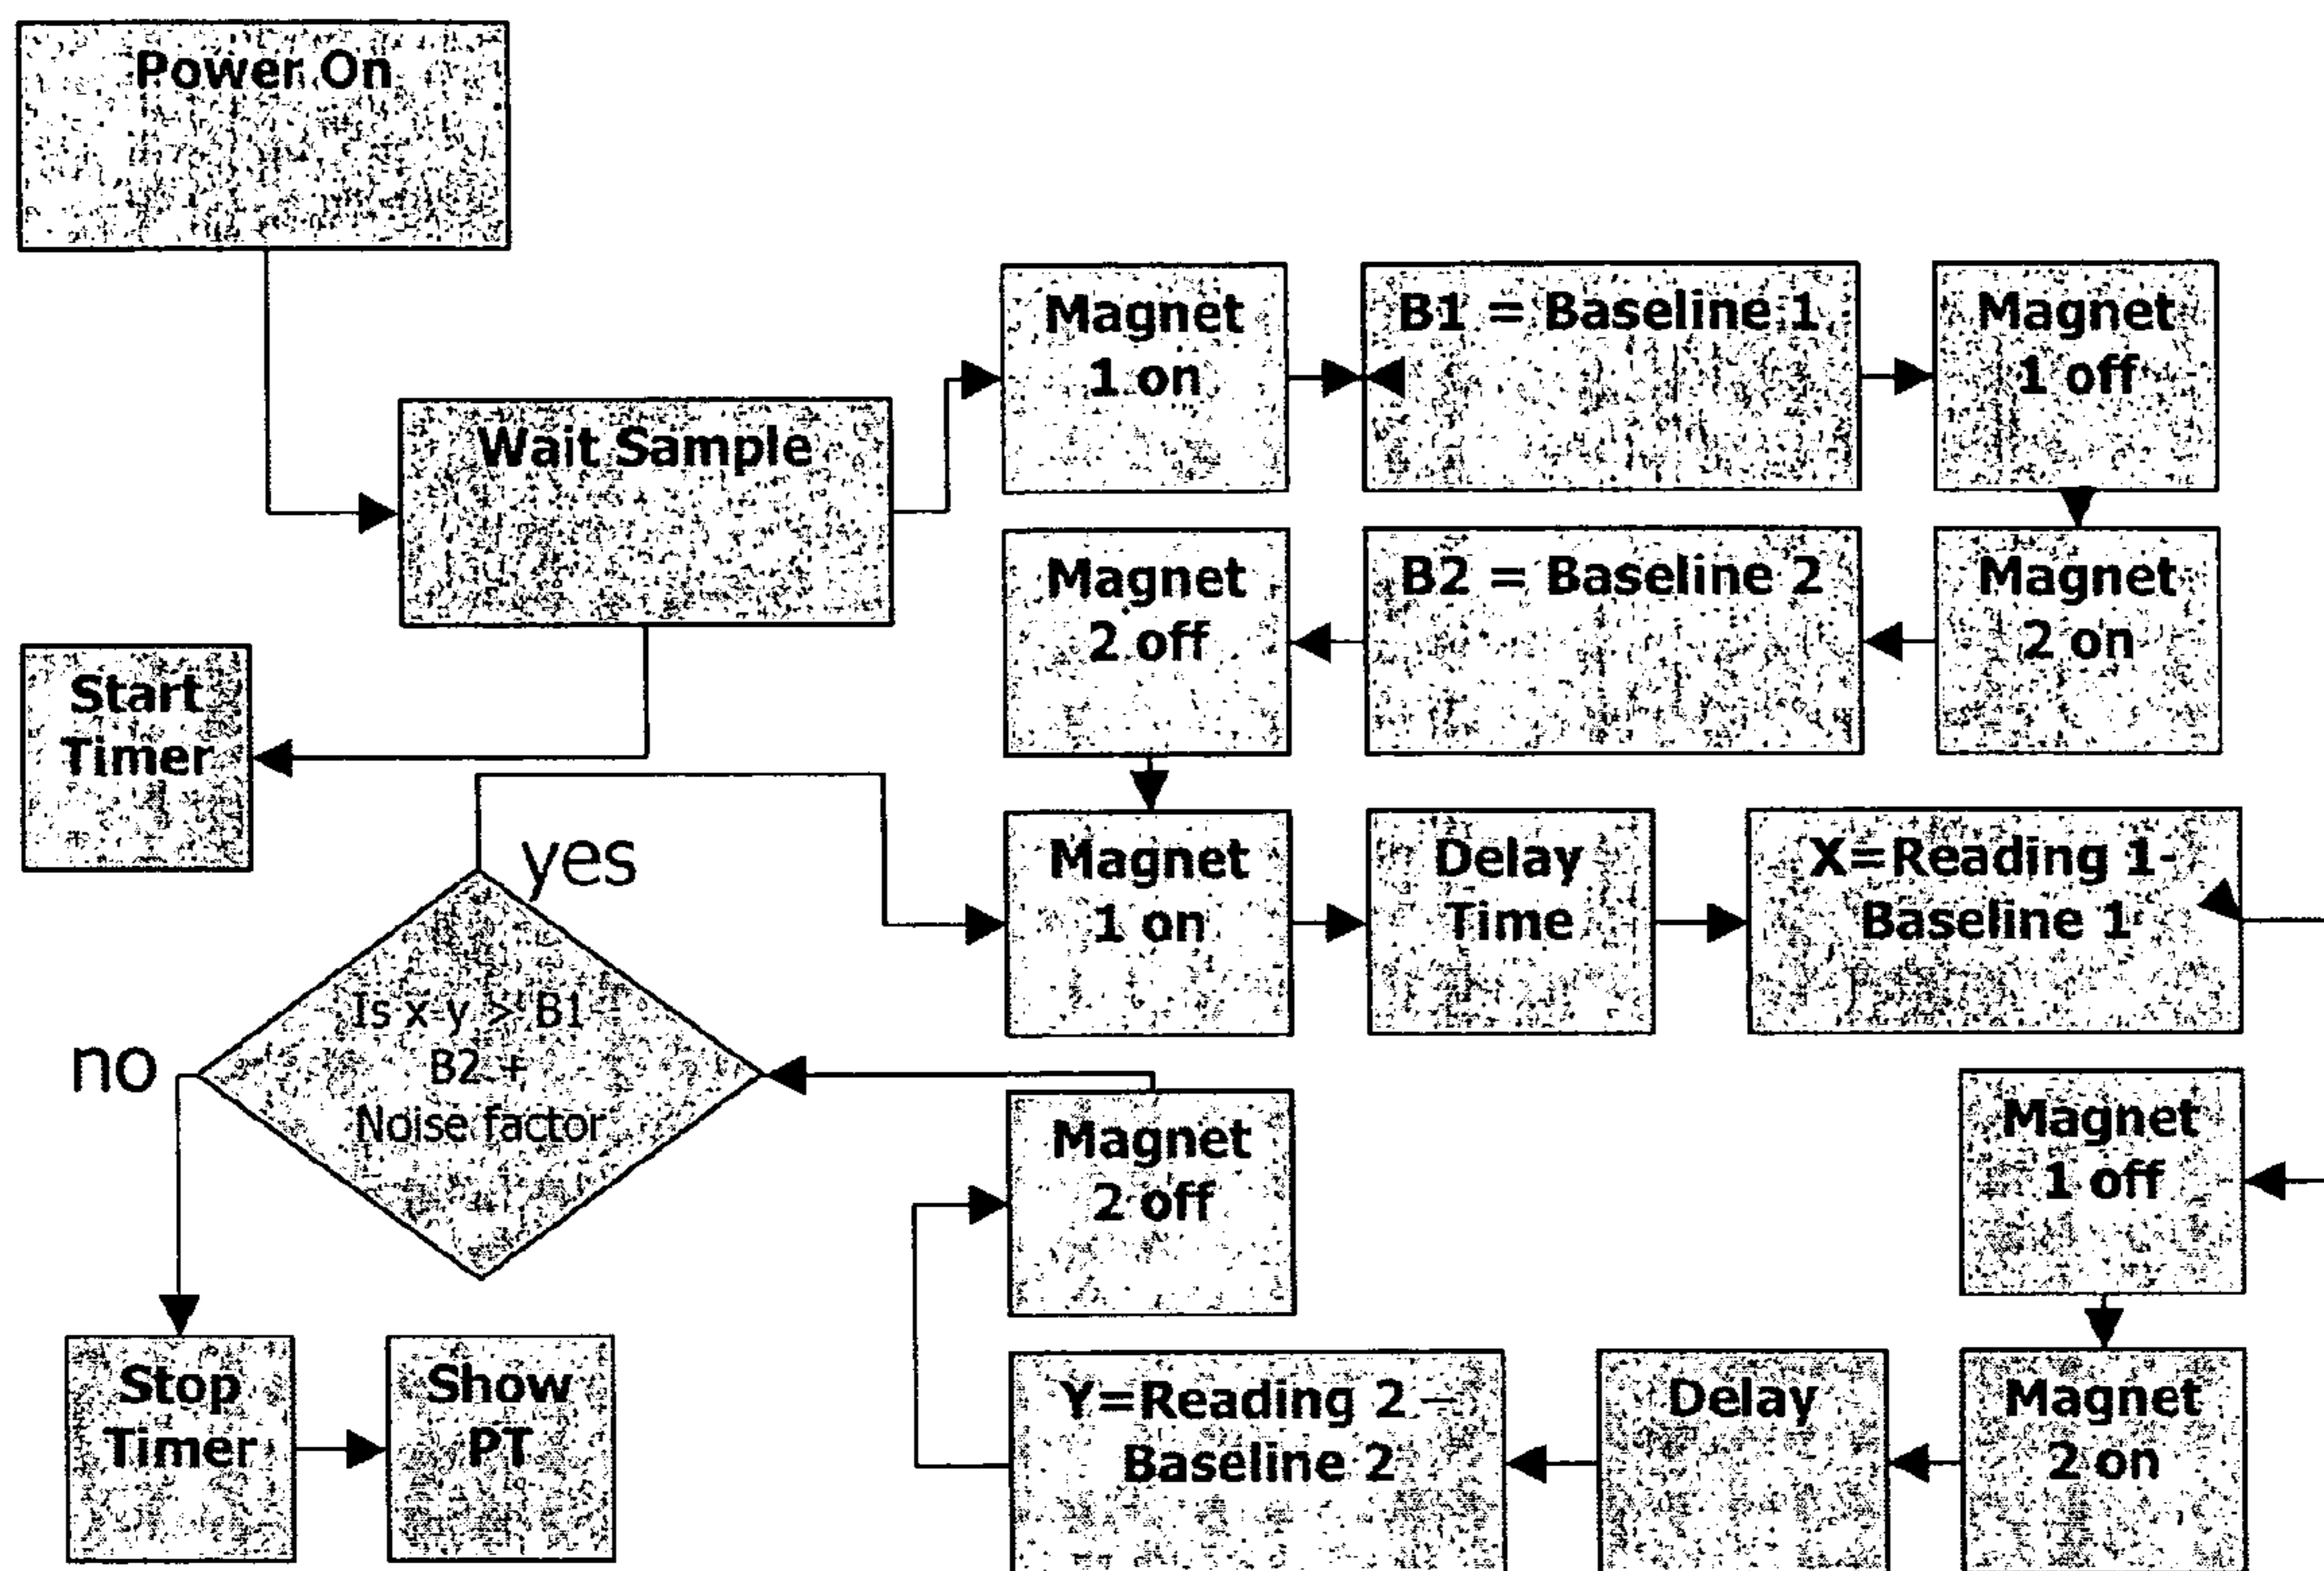 Power On
Wait Sample
Start
Timer
Magnet
1 on
B1 = Baseline 1
Magnet
1 off
Magnet
2 on
B2 = Baseline 2
Magnet
2 off
Magnet
1 on
Delay
Time
X=Reading 1-
Baseline 1
Magnet
1 off
Magnet
2 on
Delay
Y=Reading 2 –
Baseline 2
Magnet
2 off
yes
Is x y > B1
B2 +
Noise factor
no
Stop
Timer
Show
PT